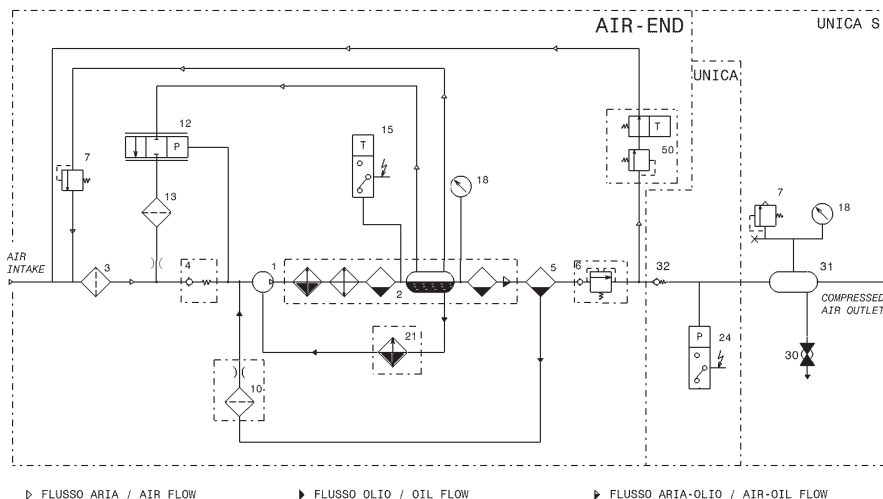 AIR-END
UNICA S
UNICA
12
P
15
T
T
50
7
18
7
18
13
AIR
INTAKE
3
4
1
2
5
6
32
31
COMPRESSED
AIR OUTLET
21
P
24
30
10
FLUSSO ARIA / AIR FLOW
FLUSSO OLIO / OIL FLOW
FLUSSO ARIA-OLIO / AIR-OIL FLOW